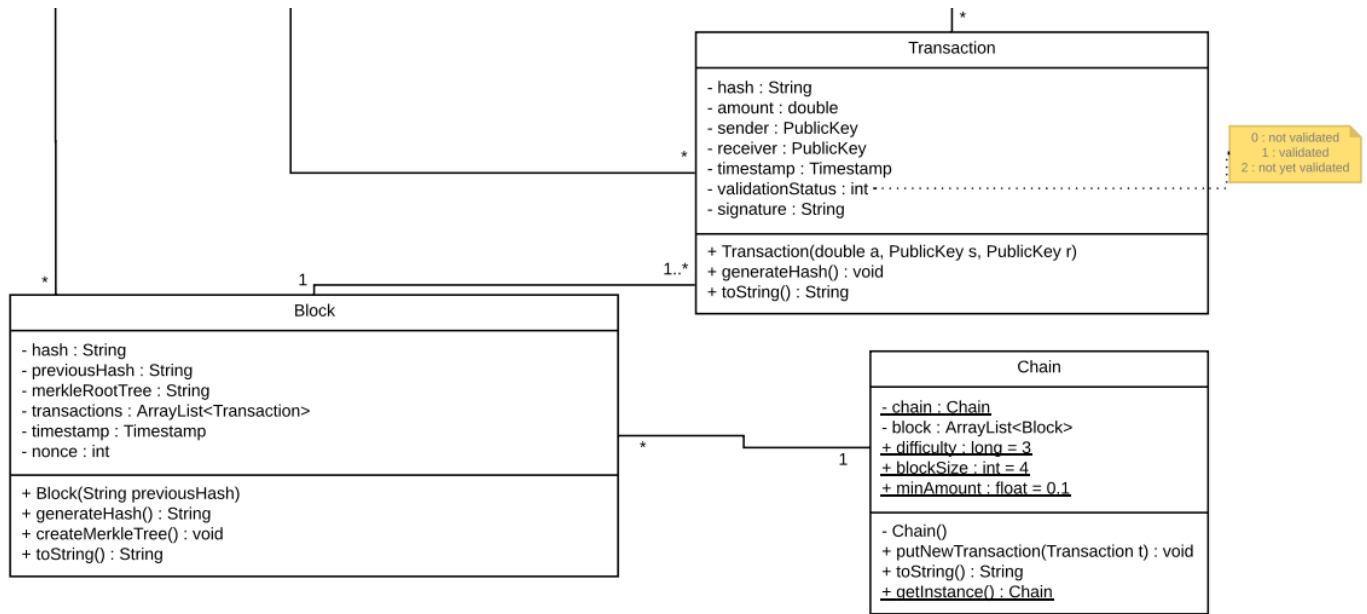 *
Transaction
- hash : String
- amount : double
- sender : PublicKey
- receiver : PublicKey
- timestamp : Timestamp
- validationStatus : int
- signature : String
+ Transaction(double a, PublicKey s, PublicKey r)
+ generateHash() : void
+ toString() : String
0 : not validated
1 : validated
2 : not yet validated
*
1..*
1
*
Block
- hash : String
- previousHash : String
- merkleRootTree : String
- transactions : ArrayList<Transaction>
- timestamp : Timestamp
- nonce : int
+ Block(String previousHash)
+ generateHash() : String
+ createMerkleTree() : void
+ toString() : String
*
1
Chain
- chain : Chain
- block : ArrayList<Block>
+ difficulty : long = 3
+ blockSize : int = 4
+ minAmount : float = 0.1
- Chain()
+ putNewTransaction(Transaction t) : void
+ toString() : String
+ getInstance() : Chain